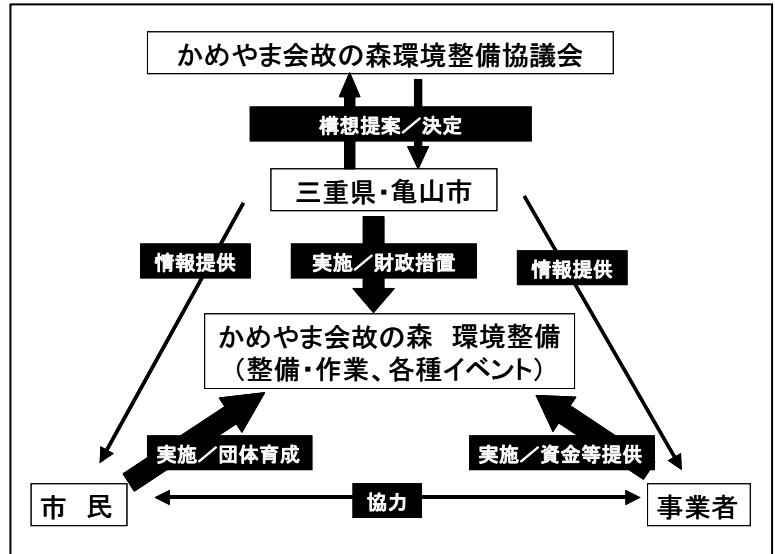 かめやま会故の森環境整備協議会
構想提案／決定
三重県・亀山市
情報提供
実施／財政措置
情報提供
かめやま会故の森　環境整備
（整備・作業、各種イベント）
実施／団体育成
実施／資金等提供
市　民
協力
事業者